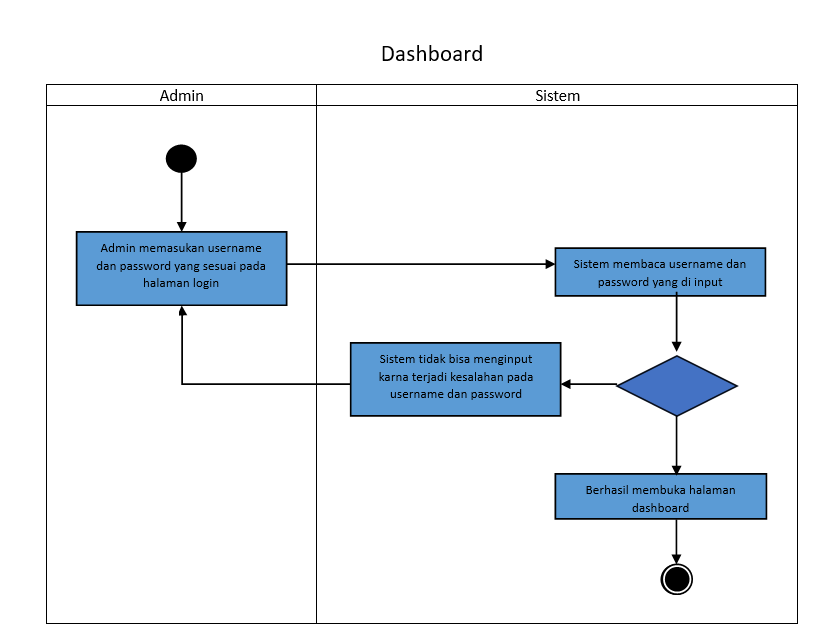 Dashboard
Admin
Sistem
Admin memasukan username
dan password yang sesuai pada
halaman login
Sistem membaca username dan
password yang di input
Sistem tidak bisa menginput
karna terjadi kesalahan pada
username dan password
Berhasil membuka halaman
dashboard